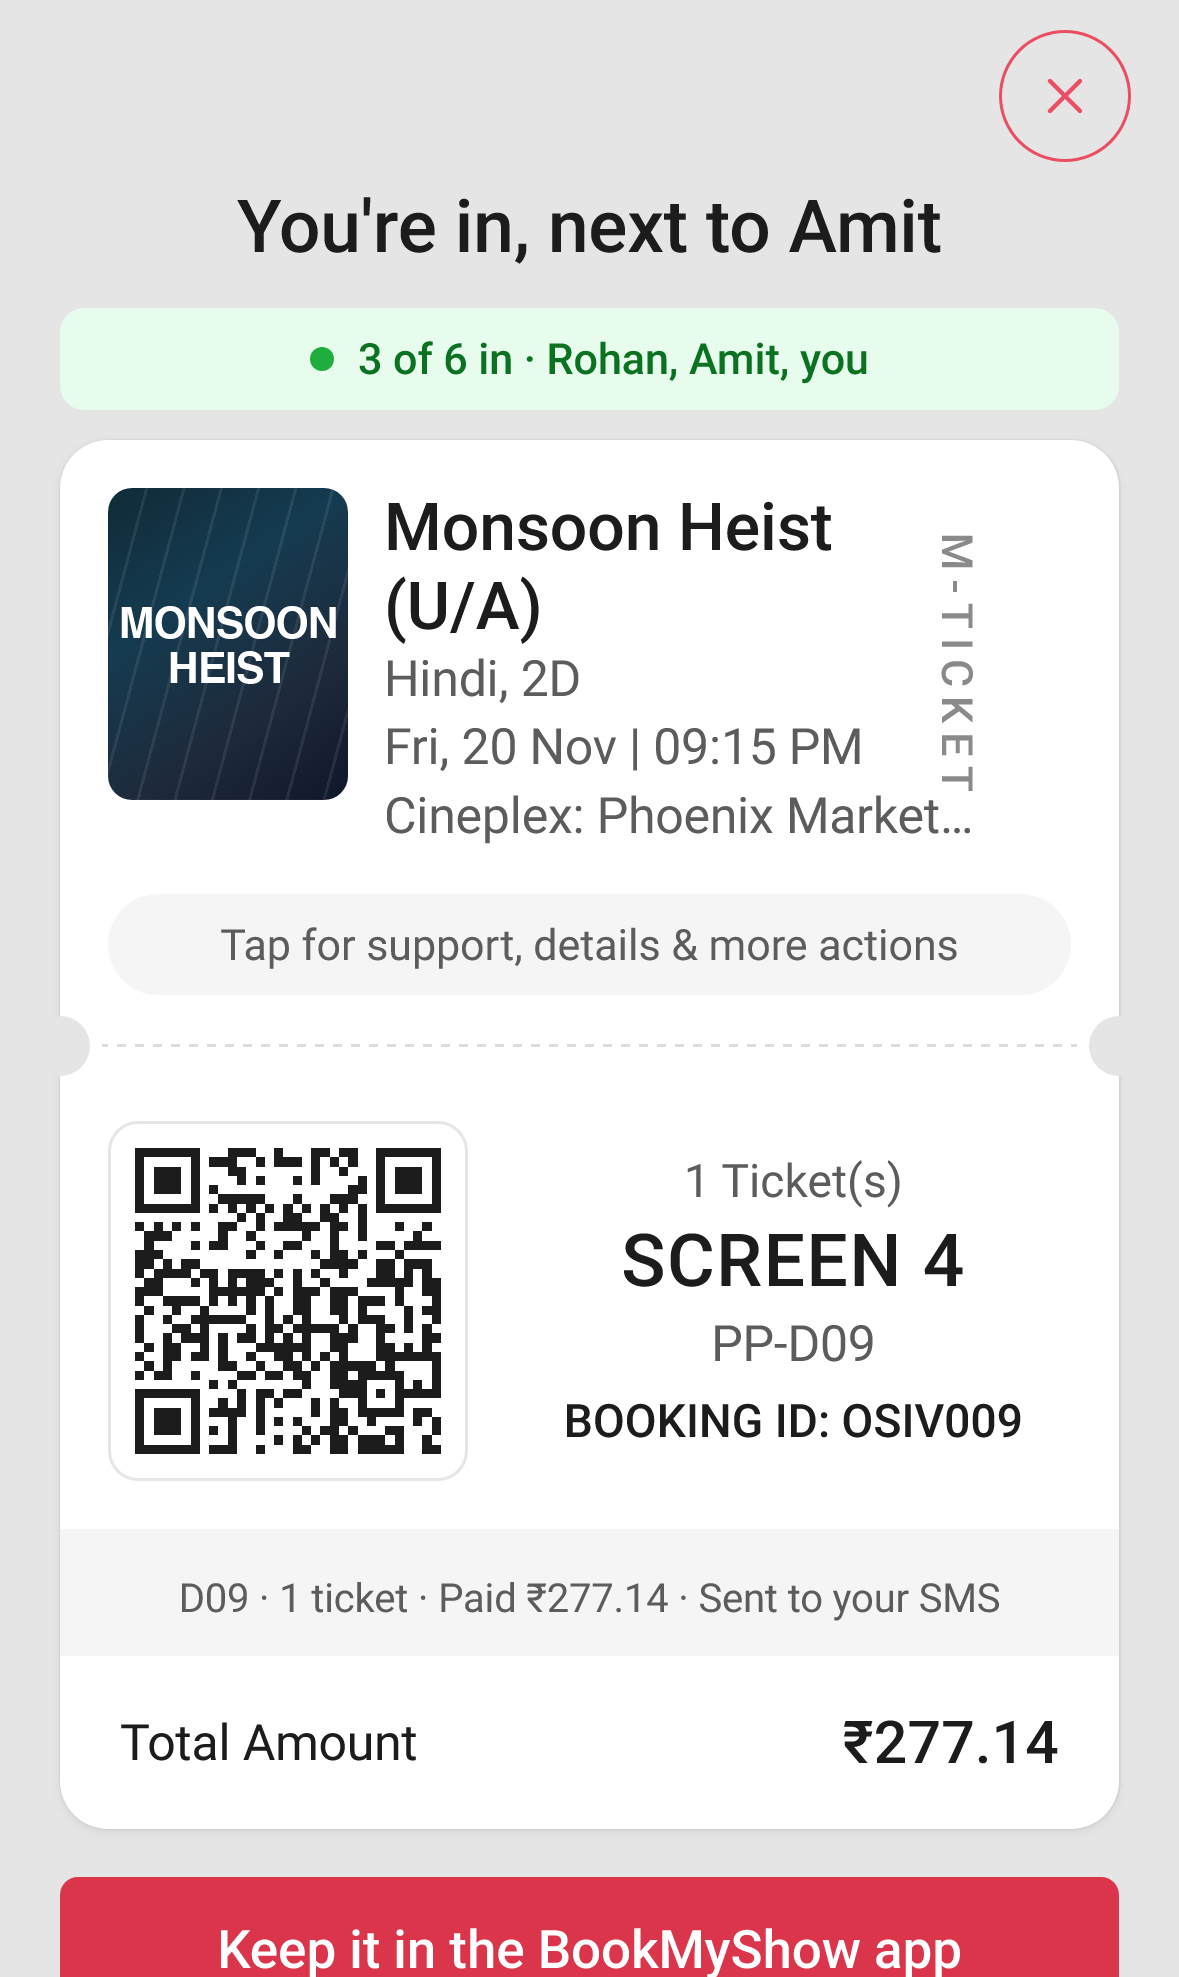 You're in, next to Amit
3 of 6 in · Rohan, Amit, you
MONSOON
HEIST
Monsoon Heist
(U/A)
Hindi, 2D
Fri, 20 Nov | 09:15 PM
Cineplex: Phoenix Market...
M-TICKET
Tap for support, details & more actions
1 Ticket(s)
SCREEN 4
PP-D09
BOOKING ID: OSIV009
D09 · 1 ticket · Paid ₹277.14 · Sent to your SMS
Total Amount
₹277.14
Keep it in the BookMyShow app